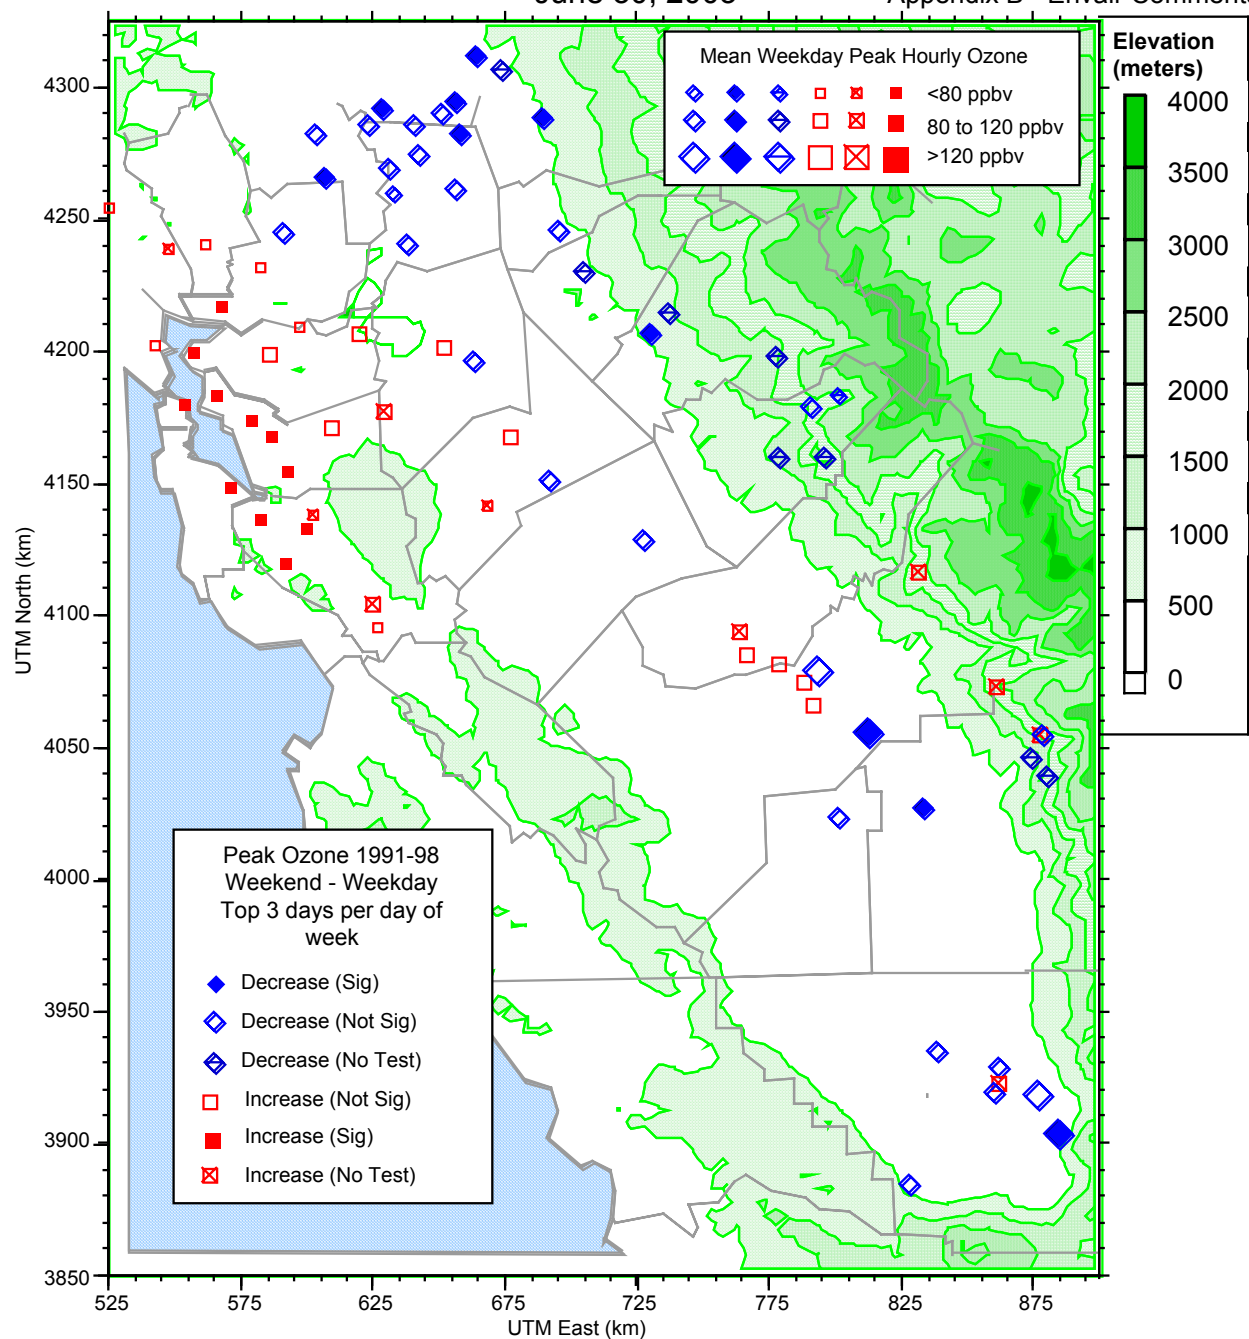 Mean Weekday Peak Hourly Ozone
<80 ppbv
80 to 120 ppbv
>120 ppbv
Elevation
(meters)
4000
3500
3000
2500
2000
1500
1000
500
0
UTM North (km)
4300
4250
4200
4150
4100
4050
4000
3950
3900
3850
Peak Ozone 1991-98
Weekend - Weekday
Top 3 days per day of
week
Decrease (Sig)
Decrease (Not Sig)
Decrease (No Test)
Increase (Not Sig)
Increase (Sig)
Increase (No Test)
525 575 625 675 725 775 825 875
UTM East (km)